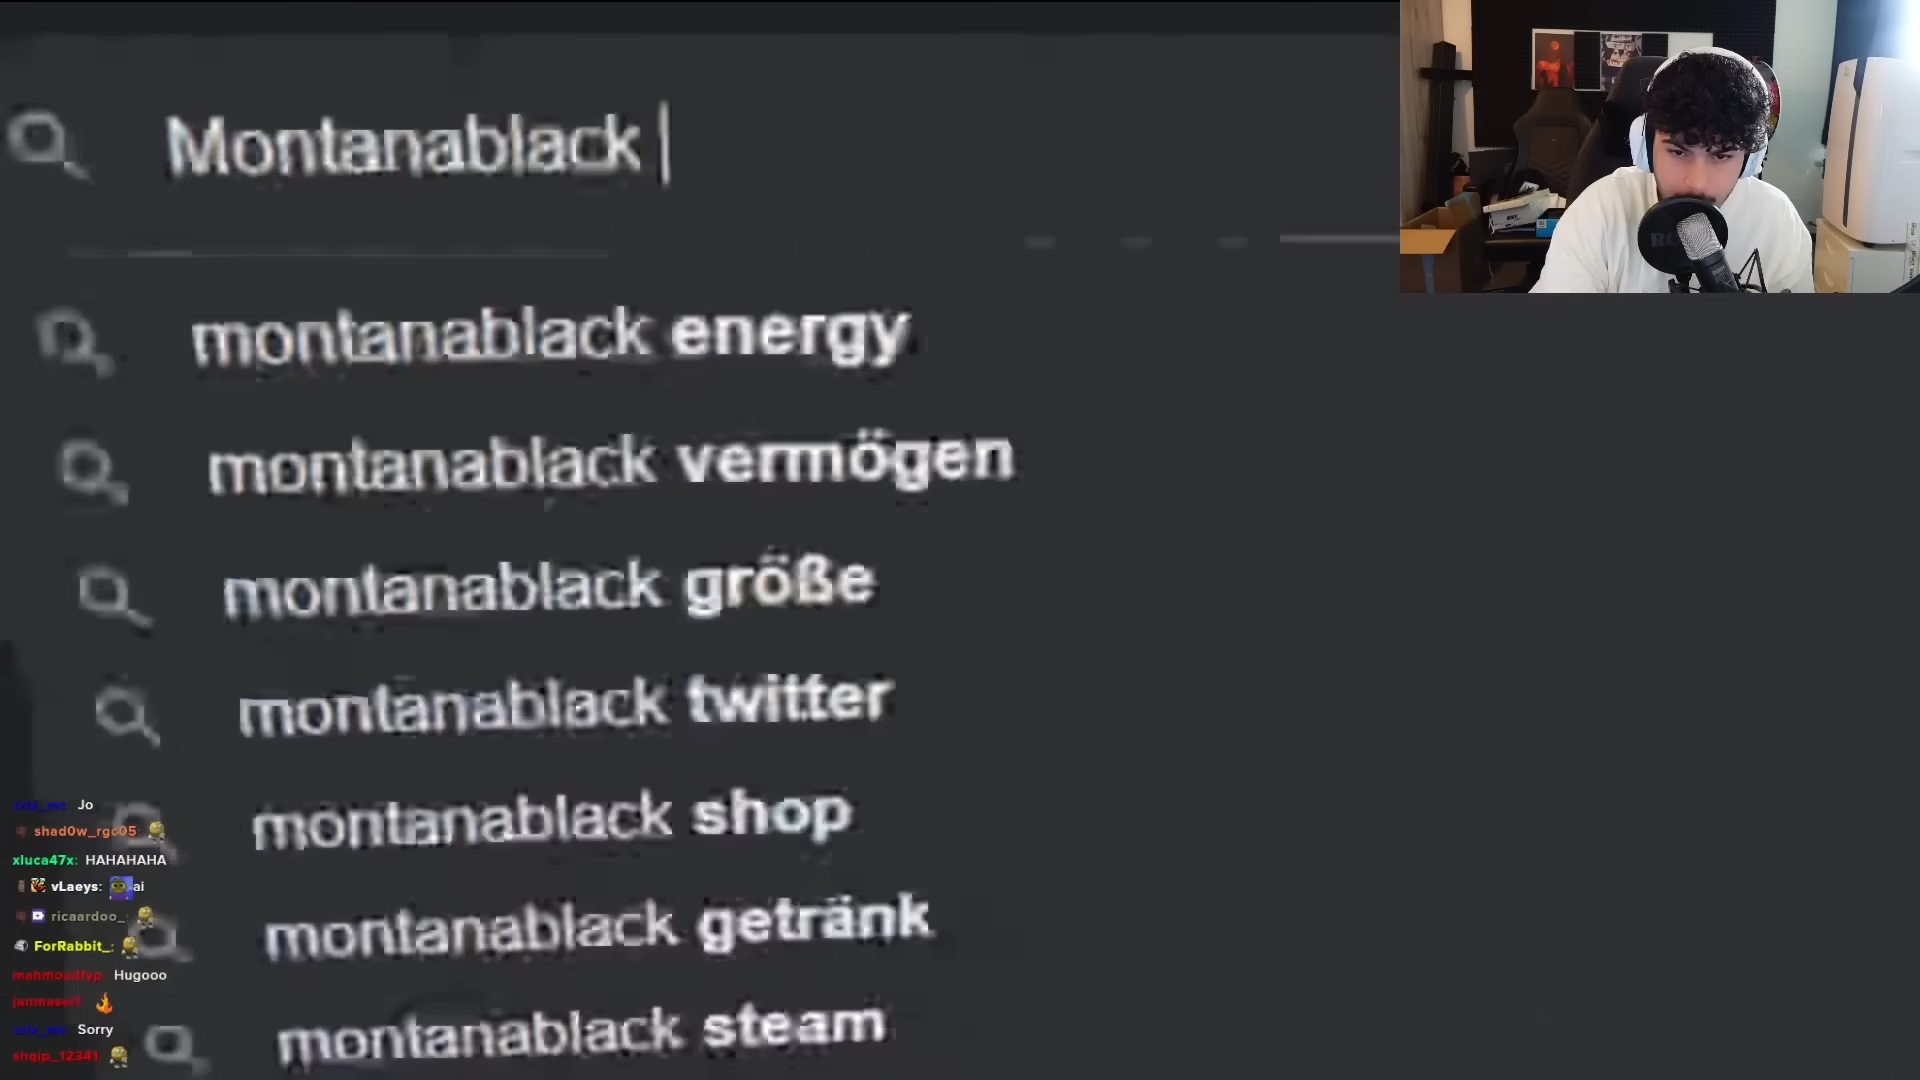 Montanablack
montanablack energy
montanablack vermögen
montanablack größe
montanablack twitter
montanablack shop
montanablack getränk
montanablack steam
Jo
shad0w_rgc05
xluca47x: HAHAHAHA
vLaeys: ai
ricaardoo_:
ForRabbit_:
Hugooo
Sorry
shqip_12341